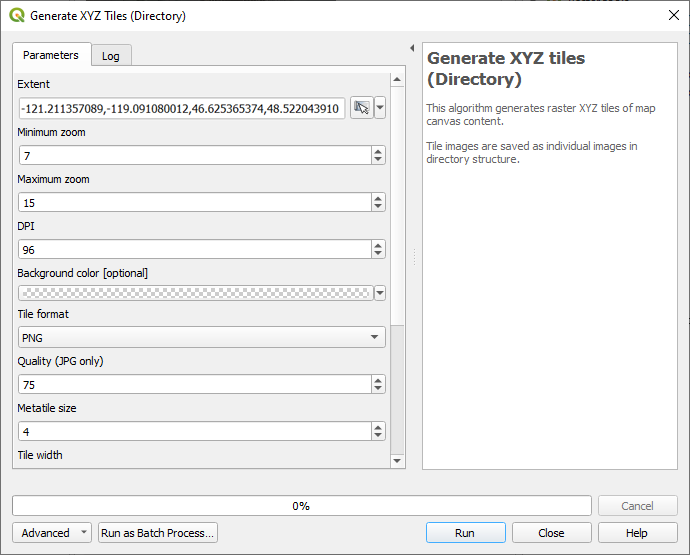 Generate XYZ Tiles (Directory)
Parameters
Log
Extent
-121.211357089,-119.091080012,46.625365374,48.522043910
Minimum zoom
7
Maximum zoom
15
DPI
96
Background color [optional]
Tile format
PNG
Quality (JPG only)
75
Metatile size
4
Tile width
Generate XYZ tiles
(Directory)
This algorithm generates raster XYZ tiles of map
canvas content.
Tile images are saved as individual images in
directory structure.
0%
Cancel
Advanced
Run as Batch Process...
Run
Close
Help